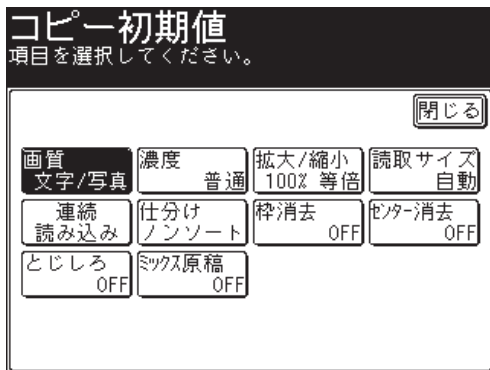 コピー初期値
項目を選択してください。
閉じる
画質
文字/写真
濃度
普通
拡大/縮小
100% 等倍
読取サイズ
自動
連続
読み込み
仕分け
ノンソート
枠消去
OFF
センター消去
OFF
とじしろ
OFF
ミックス原稿
OFF